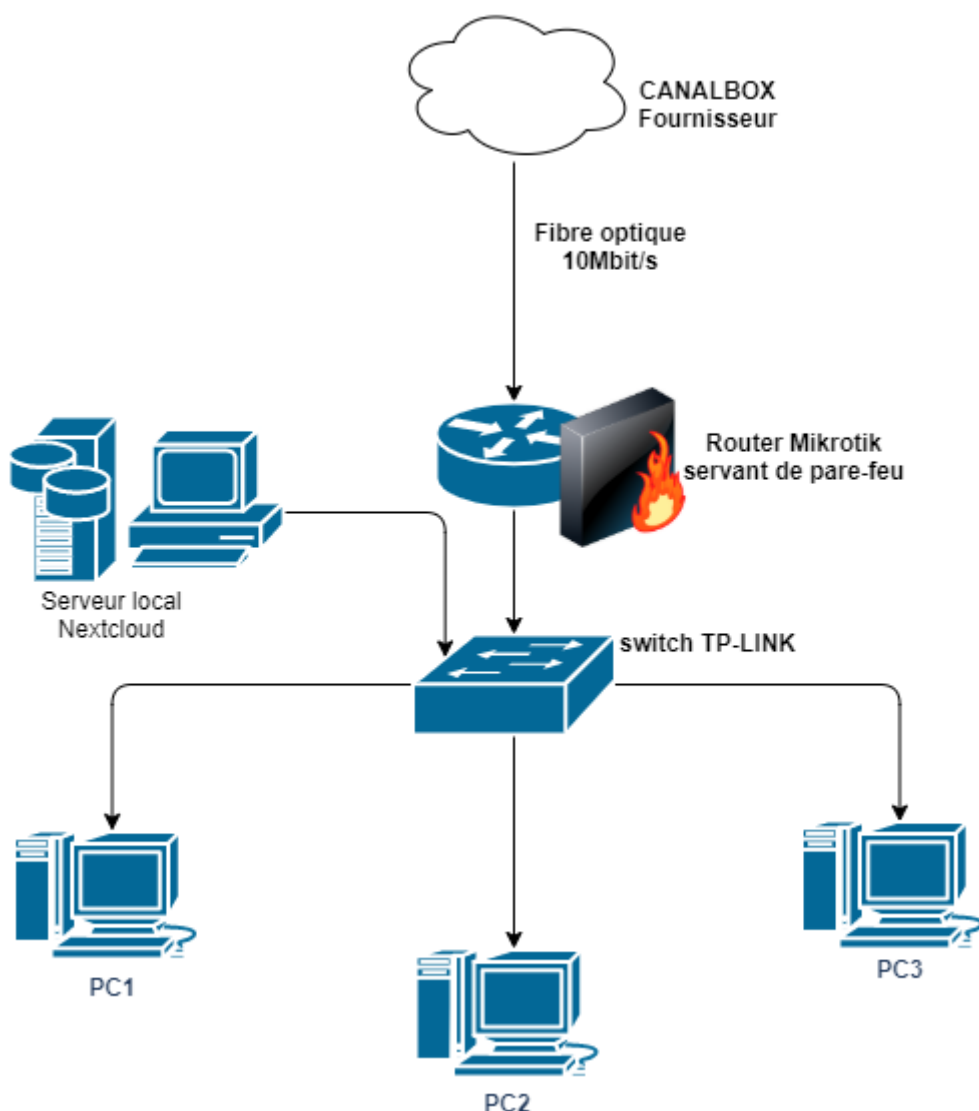 CANALBOX
Fournisseur
Fibre optique
10Mbit/s
Router Mikrotik
servant de pare-feu
Serveur local
Nextcloud
switch TP-LINK
PC1
PC2
PC3